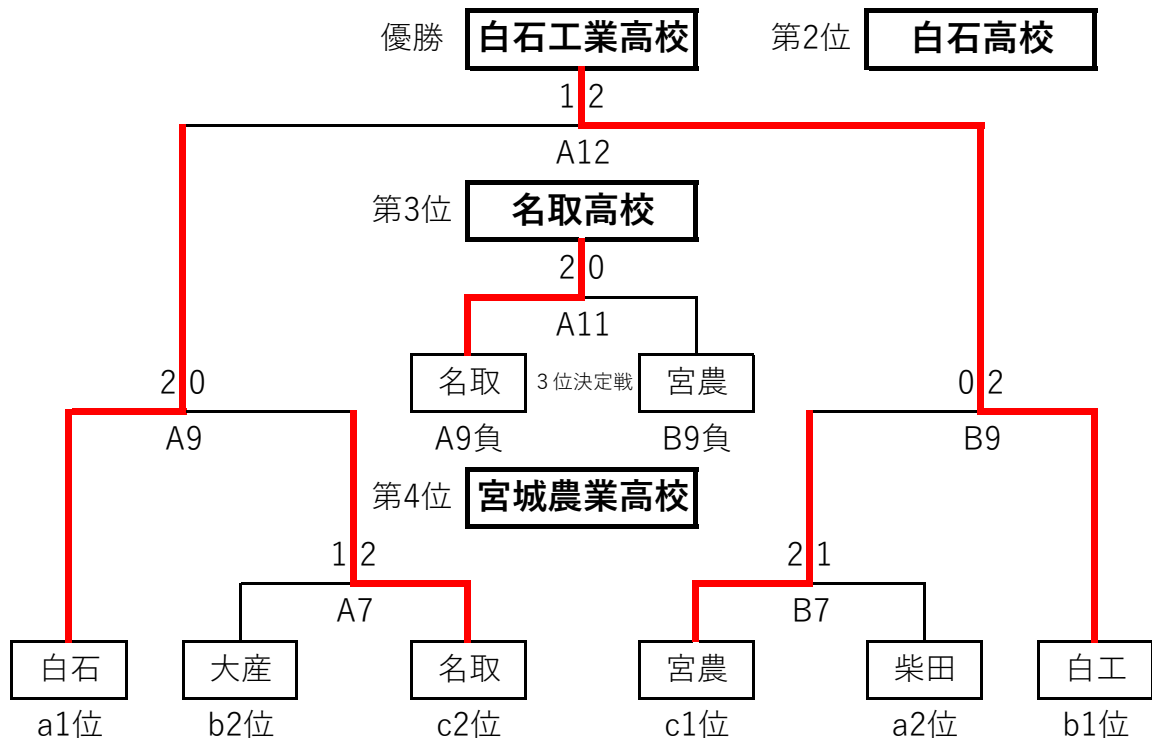 優勝 白石工業高校 第2位 白石高校
1 2
A12
第3位 名取高校
2 0
A11
名取 3位決定戦 宮農
2 0 0 2
A9 A9負 B9負 B9
第4位 宮城農業高校
1 2 2 1
A7 B7
白石 大産 名取 宮農 柴田 白工
a1位 b2位 c2位 c1位 a2位 b1位